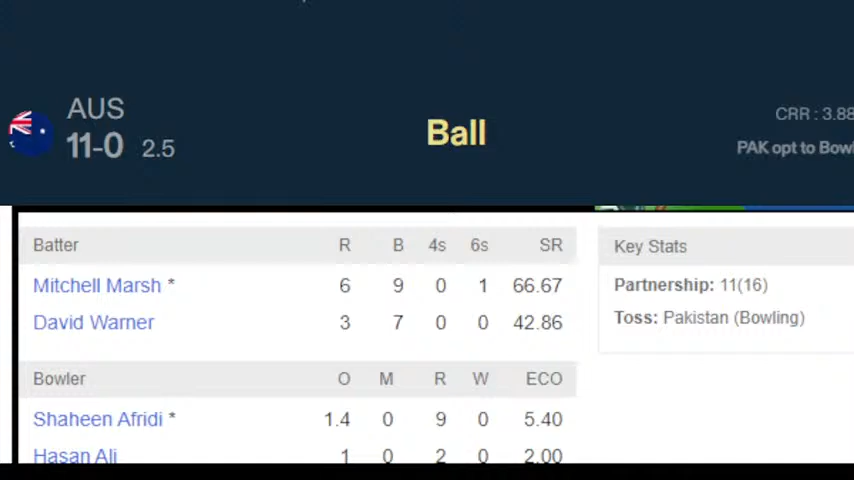 AUS
11-0 2.5
Ball
CRR : 3.88
PAK opt to Bowl
Batter R B 4s 6s SR
Mitchell Marsh * 6 9 0 1 66.67
David Warner 3 7 0 0 42.86
Bowler O M R W ECO
Shaheen Afridi * 1.4 0 9 0 5.40
Hasan Ali 1 0 2 0 2.00
Key Stats
Partnership: 11(16)
Toss: Pakistan (Bowling)